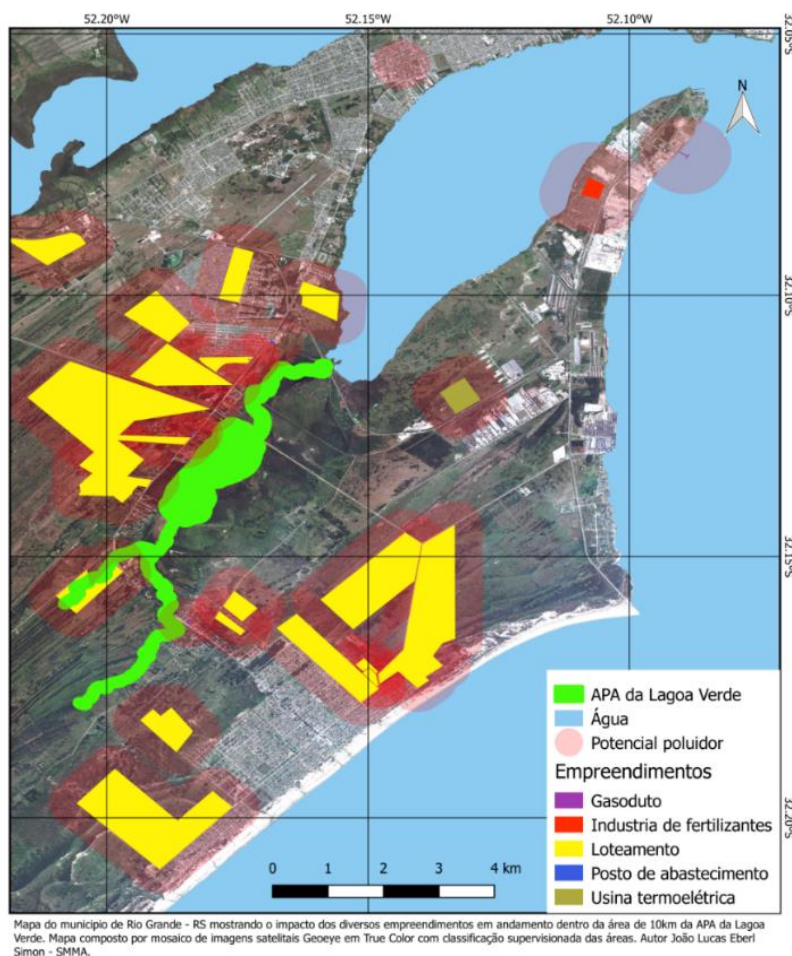 52.20°W 52.15°W 52.10°W
32.05°S
N
32.10°S
32.15°S
32.20°S
APA da Lagoa Verde
Água
Potencial poluidor
Empreendimentos
Gasoduto
Industria de fertilizantes
Loteamento
Posto de abastecimento
Usina termoelétrica
0 1 2 3 4 km
Mapa do municipio de Rio Grande - RS mostrando o impacto dos diversos empreendimentos em andamento dentro da área de 10km da APA da Lagoa
Verde. Mapa composto por mosaico de imagens satelitais Geoeye em True Color com classificação supervisionada das áreas. Autor João Lucas Eberl
Simon - SMMA.